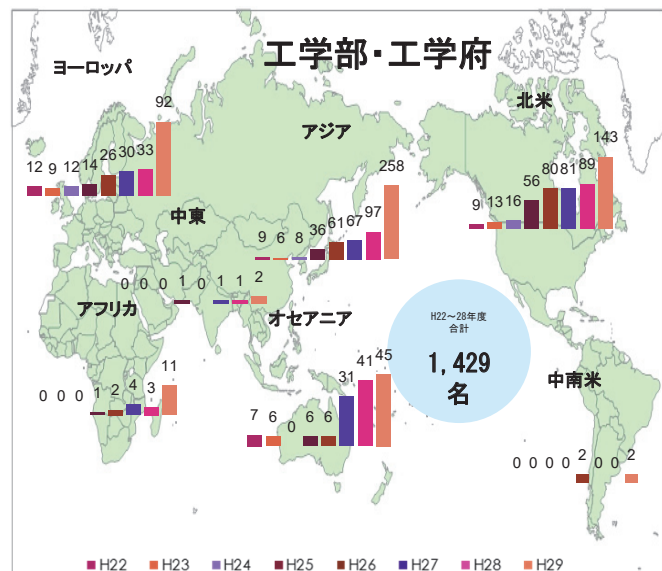 工学部・工学府
ヨーロッパ
12 9 12 14 26 30 33 92
アジア
9 6 8 36 61 67 97 258
北米
9 13 16 56 80 81 89 143
中東
0 0 0 1 0 1 1 2
アフリカ
0 0 0 1 2 4 3 11
オセアニア
7 6 0 6 6 31 41 45
H22～28年度
合計
1,429
名
中南米
0 0 0 0 2 0 0 2
H22 H23 H24 H25 H26 H27 H28 H29